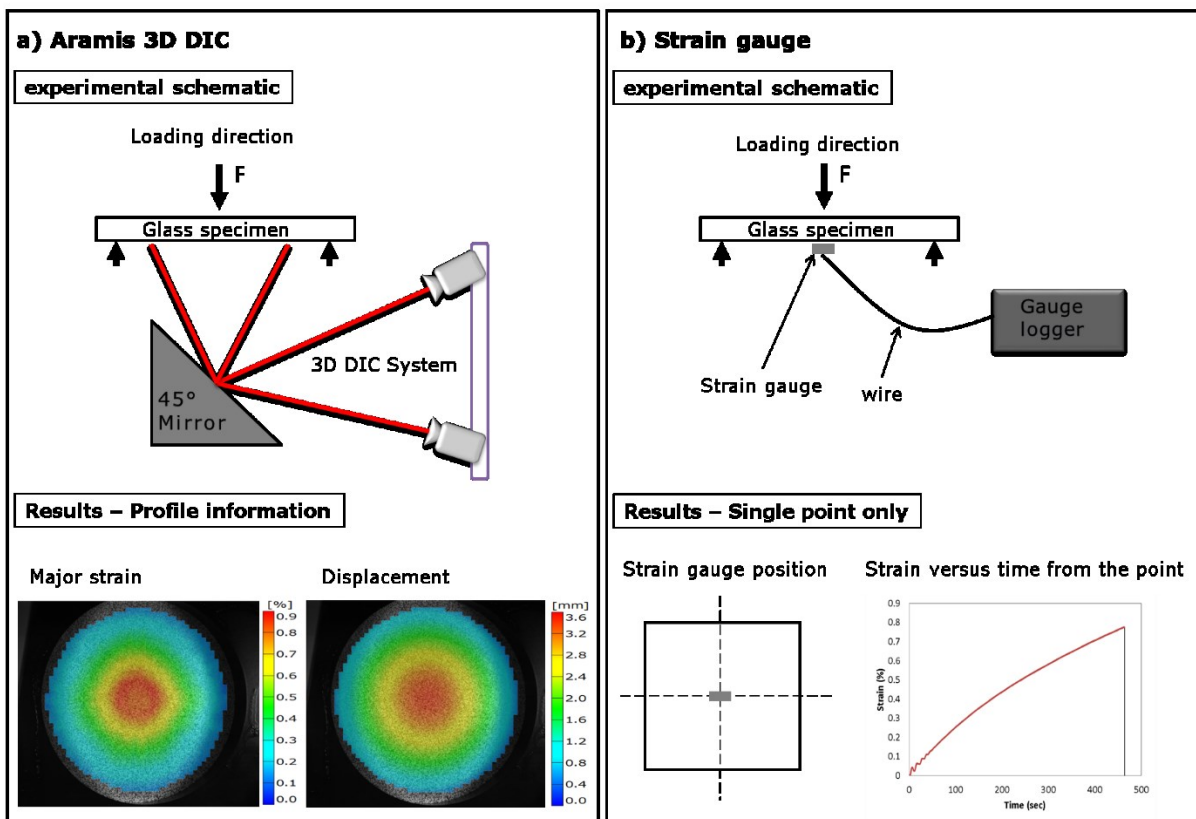 a) Aramis 3D DIC
experimental schematic
Loading direction
F
Glass specimen
3D DIC System
45°
Mirror
Results – Profile information
Major strain
Displacement
[%]
0.9
0.8
0.7
0.6
0.5
0.4
0.3
0.2
0.1
0.0
[mm]
3.6
3.2
2.8
2.4
2.0
1.6
1.2
0.8
0.4
0.0
b) Strain gauge
experimental schematic
Loading direction
F
Glass specimen
Gauge
logger
Strain gauge
wire
Results – Single point only
Strain gauge position
Strain versus time from the point
Strain (%)
0.9
0.8
0.7
0.6
0.5
0.4
0.3
0.2
0.1
0
0 100 200 300 400 500
Time (sec)